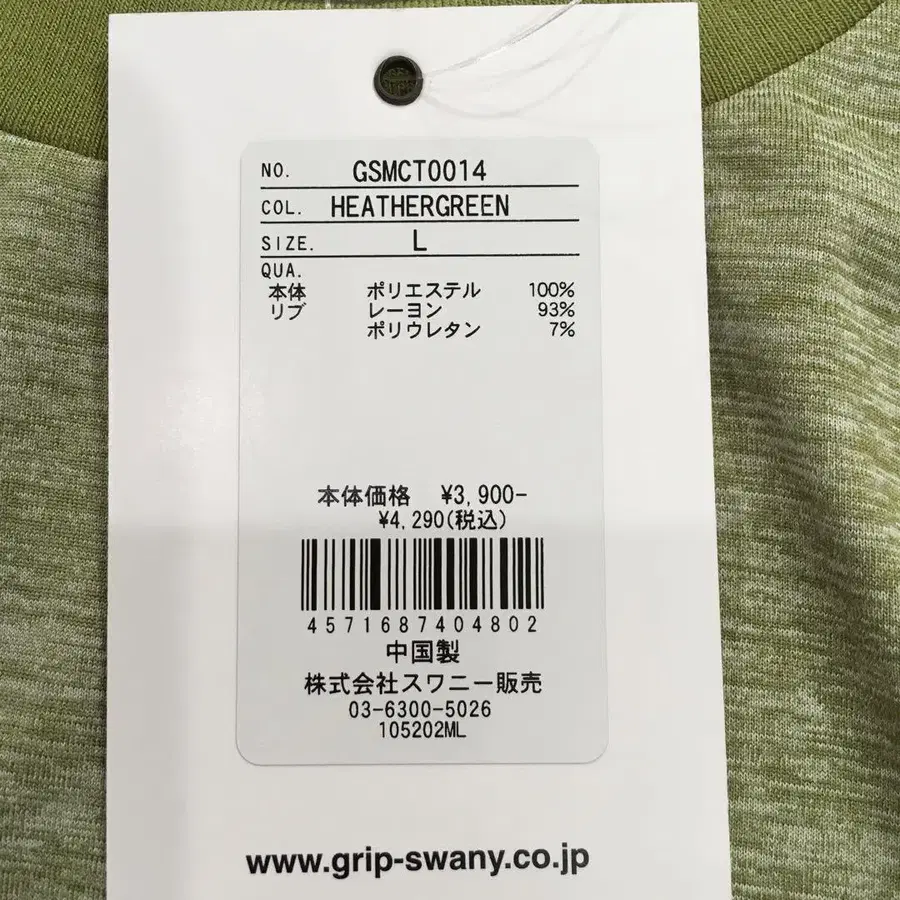 NO. GSMCT0014
COL. HEATHERGREEN
SIZE. L
QUA.
本体 ポリエステル 100%
リブ レーヨン 93%
ポリウレタン 7%
本体価格 ¥3,900-
¥4,290(税込)
4571687404802
中国製
株式会社スワニー販売
03-6300-5026
105202ML
www.grip-swany.co.jp